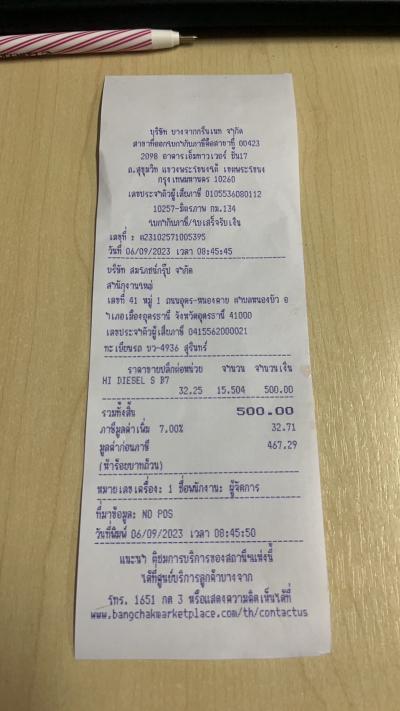 บริษัท บางจากกรีนเนท จำกัด
สาขาที่ออกใบกำกับภาษีคือสาขาที่ 00423
2098 อาคารเอ็มทาวเวอร์ ชั้น17
ถ.สุขุมวิท แขวงพระโขนงใต้ เขตพระโขนง
กรุงเทพมหานคร 10260
เลขประจำตัวผู้เสียภาษี 0105536080112
10257-มิตรภาพ กม.134
ใบกำกับภาษี/ใบเสร็จรับเงิน
เลขที่ : 23102571005395
วันที่ 06/09/2023 เวลา 08:45:45
บริษัท สมรภชน์กรุ๊ป จำกัด
สำนักงานใหญ่
เลขที่ 41 หมู่ 1 ถนนอุดร-หนองคาย ตำบลหนองบัว อ
ำเภอเมืองอุดรธานี จังหวัดอุดรธานี 41000
เลขประจำตัวผู้เสียภาษี 0415562000021
ทะเบียนรถ บว-4936 สุรินทร์
ราคาขายปลีกต่อหน่วย จำนวน จำนวนเงิน
HI DIESEL S B7
32.25 15.504 500.00
รวมทั้งสิ้น 500.00
ภาษีมูลค่าเพิ่ม 7.00% 32.71
มูลค่าก่อนภาษี 467.29
(ห้าร้อยบาทถ้วน)
หมายเลขเครื่อง: 1 ชื่อพนักงาน: ผู้จัดการ
ที่มาข้อมูล: ND POS
วันที่พิมพ์ 06/09/2023 เวลา 08:45:50
แนะนำ ติชมการบริการของสถานีฯแห่งนี้
ได้ที่ศูนย์บริการลูกค้าบางจาก
โทร. 1651 กด 3 หรือแสดงความคิดเห็นได้ที่
www.bangchakmarketplace.com/th/contactus